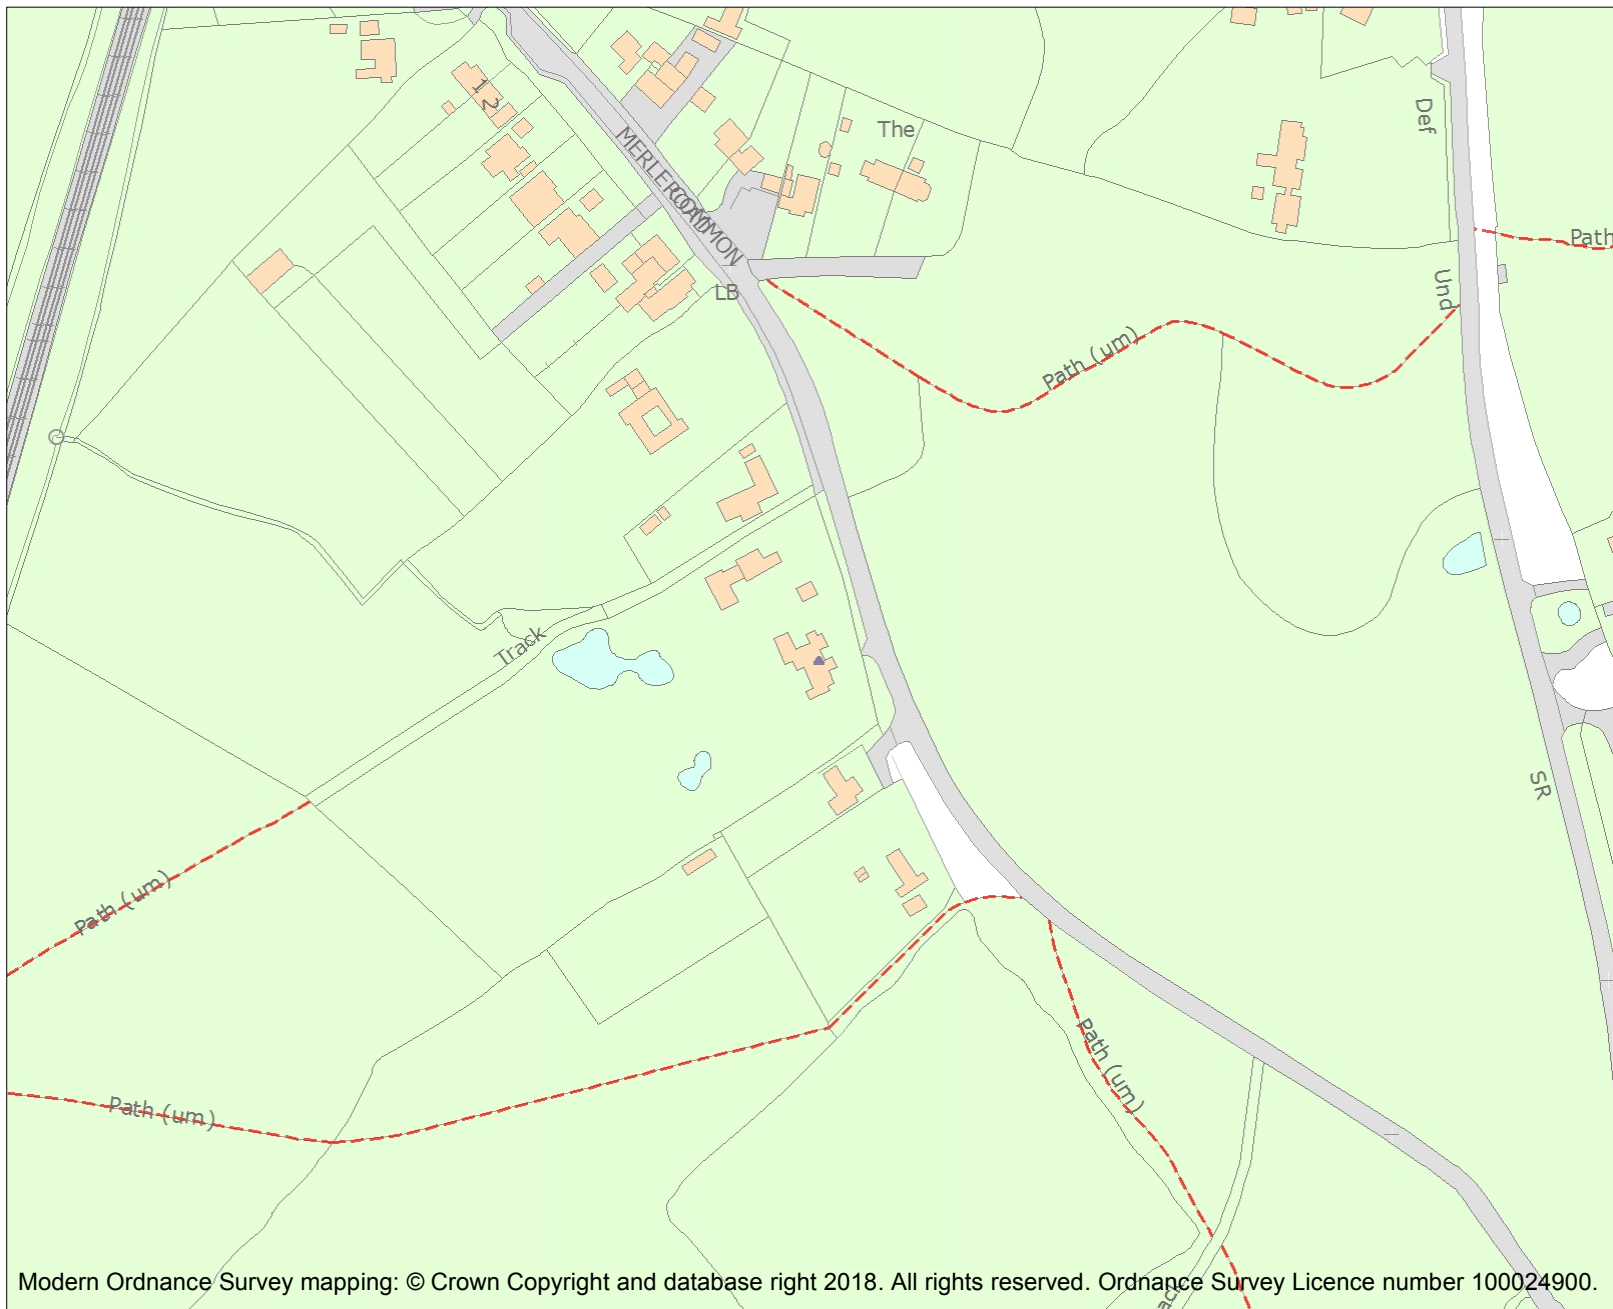 1 2
The
Def
MERLE COMMON
ROAD
Path
Und
LB
Path (um)
Track
SR
Path (um)
Path (um)
Path (um)
Modern Ordnance Survey mapping: © Crown Copyright and database right 2018. All rights reserved. Ordnance Survey Licence number 100024900.